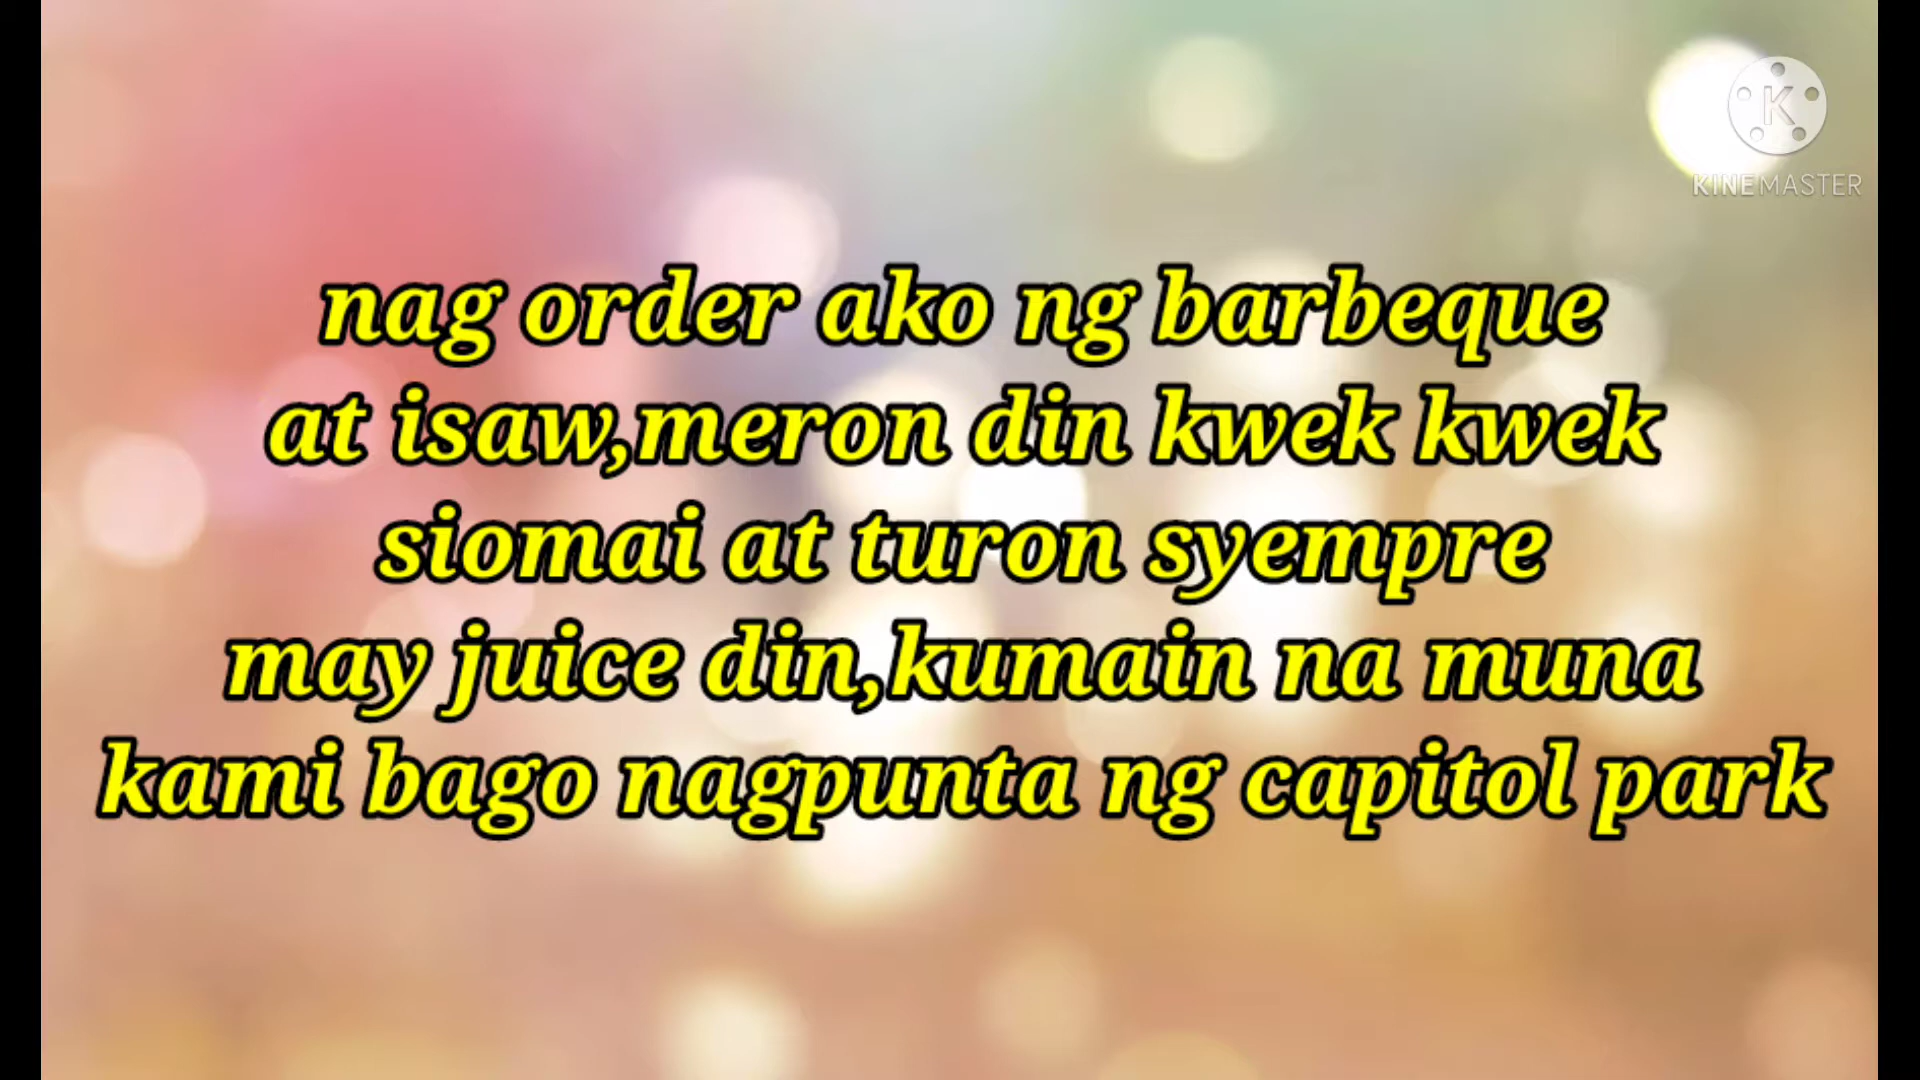 KINEMASTER
nag order ako ng barbeque
at isaw,meron din kwek kwek
siomai at turon syempre
may juice din,kumain na muna
kami bago nagpunta ng capitol park